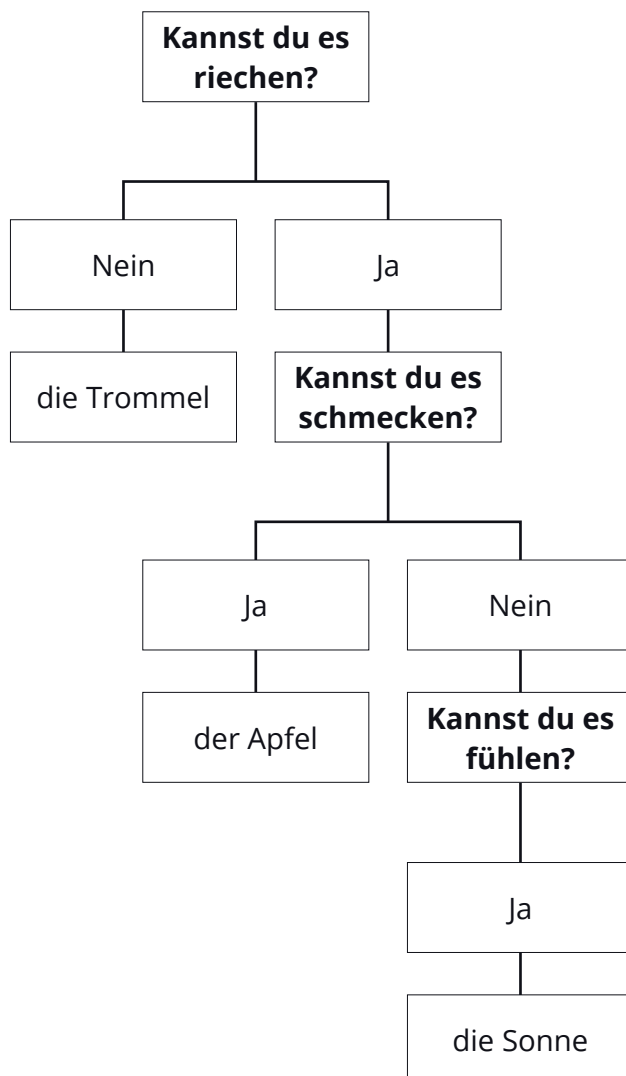 Kannst du es
riechen?
Nein
Ja
die Trommel
Kannst du es
schmecken?
Ja
Nein
der Apfel
Kannst du es
fühlen?
Ja
die Sonne